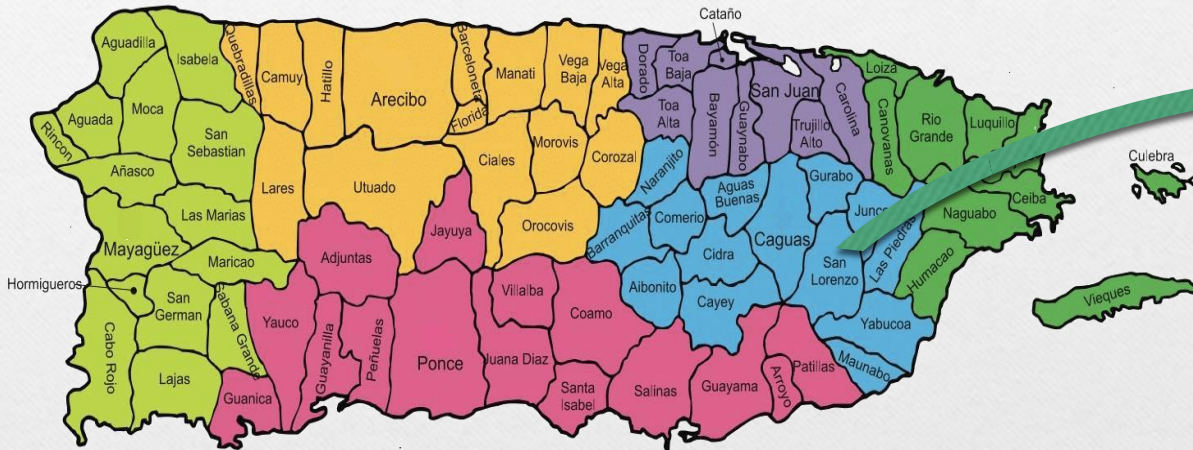 Aguadilla
Isabela
Quebradillas
Camuy
Hatillo
Arecibo
Barceloneta
Florida
Manati
Vega
Baja
Vega
Alta
Dorado
Toa
Baja
Cataño
Toa
Alta
Bayamón
Guaynabo
San Juan
Trujillo
Alto
Carolina
Loiza
Canovanas
Rio
Grande
Luquillo
Culebra
Ceiba
Naguabo
Vieques
Humacao
Las Piedras
Gurabo
San
Lorenzo
Caguas
Aguas
Buenas
Naranjito
Comerio
Barranquitas
Cidra
Aibonito
Cayey
Yabucoa
Maunabo
Rincon
Aguada
Moca
San
Sebastian
Añasco
Las Marias
Mayagüez
Maricao
Hormigueros
San
German
Sabana Grande
Cabo Rojo
Lajas
Lares
Utuado
Ciales
Morovis
Corozal
Orocovis
Adjuntas
Jayuya
Yauco
Guanica
Guayanilla
Peñuelas
Ponce
Villalba
Juana Diaz
Coamo
Santa
Isabel
Salinas
Guayama
Arroyo
Patillas